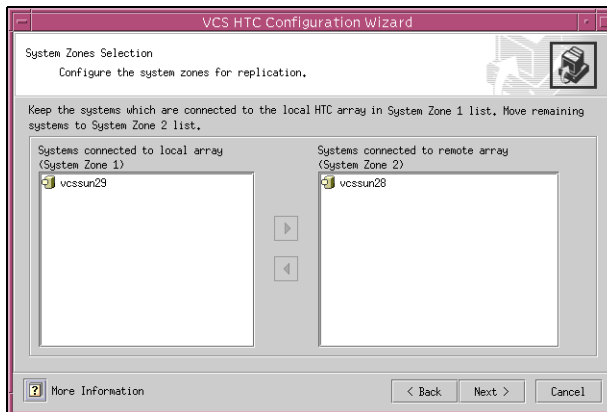 VCS HTC Configuration Wizard
System Zones Selection
Configure the system zones for replication.
Keep the systems which are connected to the local HTC array in System Zone 1 list. Move remaining
systems to System Zone 2 list.
Systems connected to local array
(System Zone 1)
vcssun29
Systems connected to remote array
(System Zone 2)
vcssun28
? More Information
< Back
Next >
Cancel